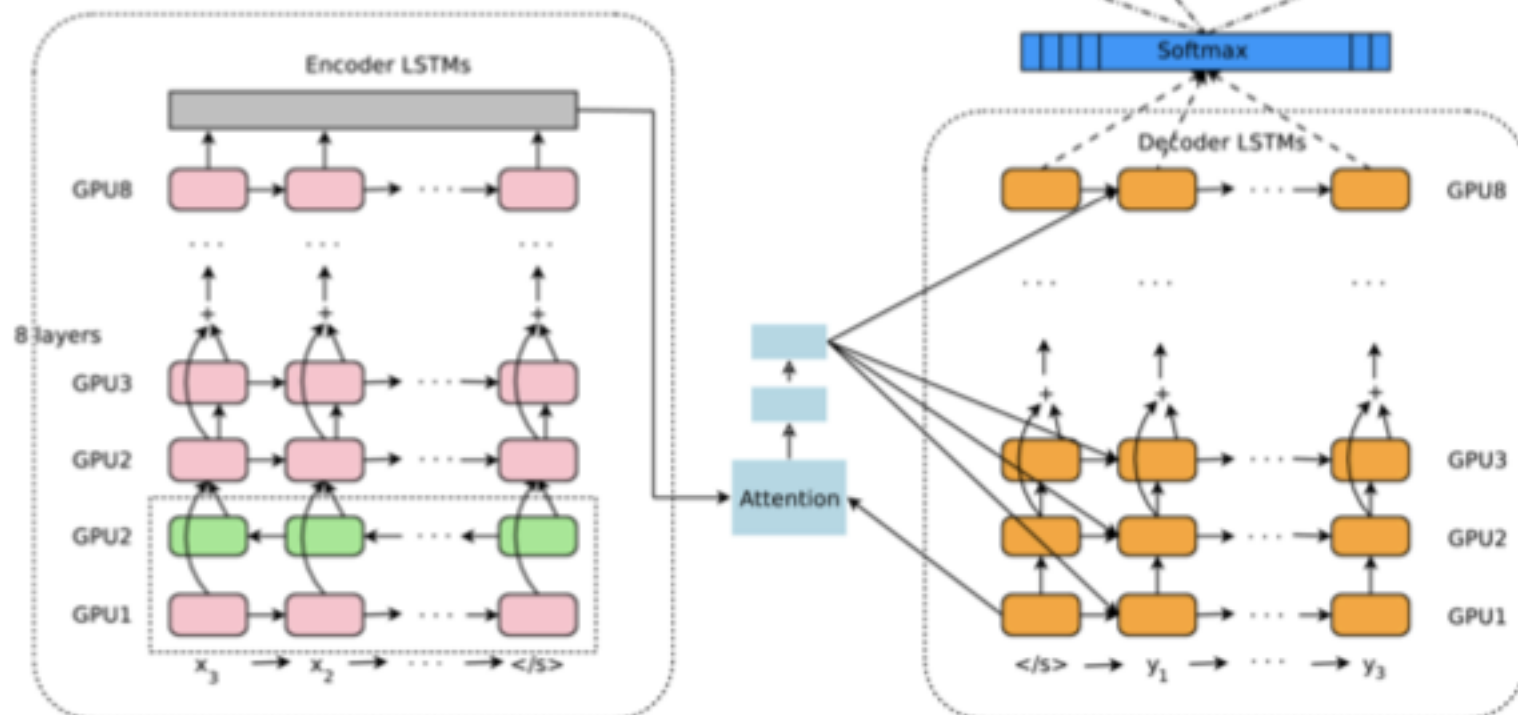 Encoder LSTMs
GPU8
8 layers
GPU3
GPU2
GPU2
GPU1
x3 x2 ... </s>
Attention
Softmax
Decoder LSTMs
GPU8
GPU3
GPU2
GPU1
</s> y1 ... y3